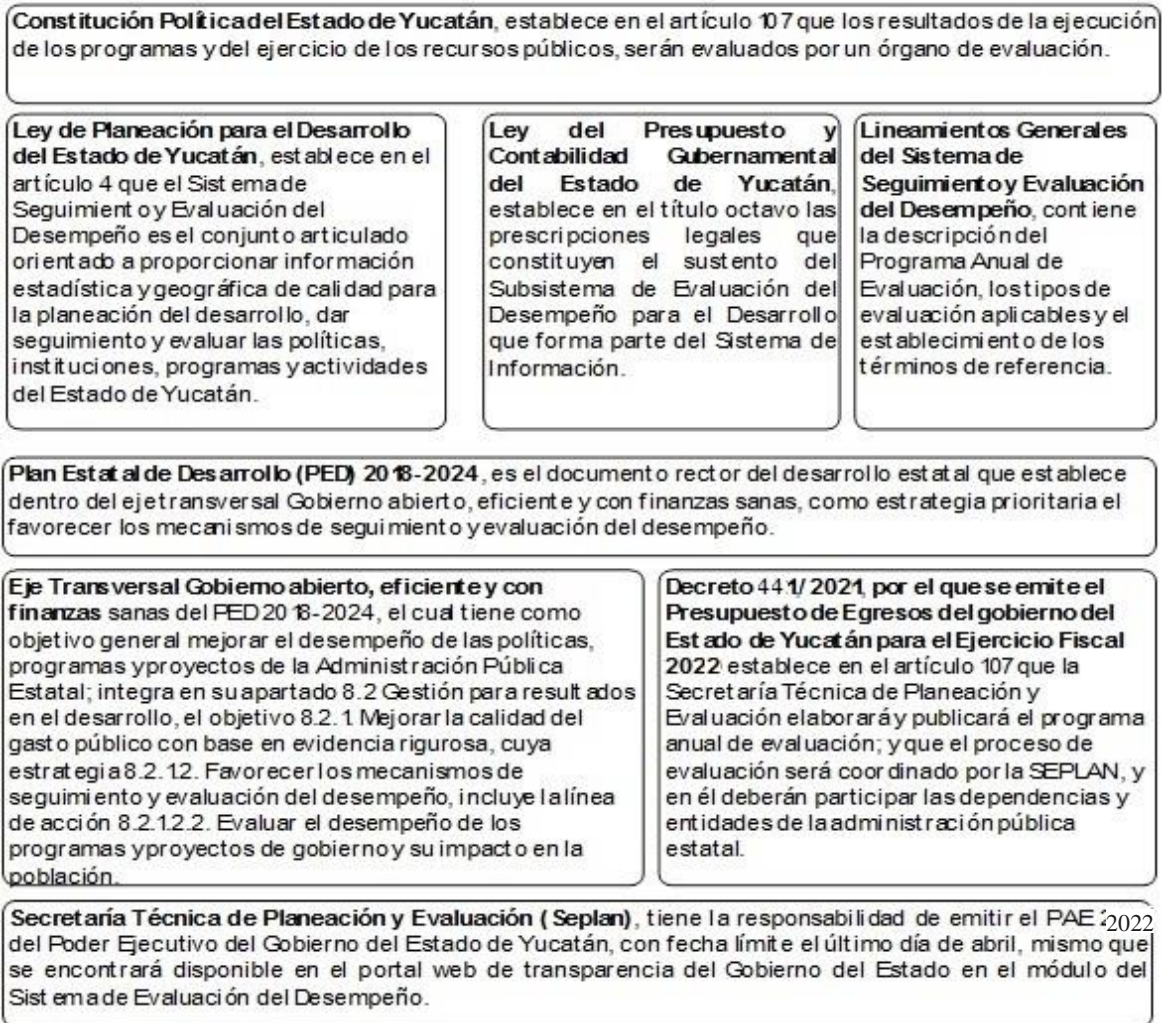 Constitución Política del Estado de Yucatán, establece en el artículo 107 que los resultados de la ejecución
de los programas y del ejercicio de los recursos públicos, serán evaluados por un órgano de evaluación.
Ley de Planeación para el Desarrollo
del Estado de Yucatán, establece en el
artículo 4 que el Sistema de
Seguimiento y Evaluación del
Desempeño es el conjunto articulado
orientado a proporcionar información
estadística y geográfica de calidad para
la planeación del desarrollo, dar
seguimiento y evaluar las políticas,
instituciones, programas y actividades
del Estado de Yucatán.
Ley del Presupuesto y
Contabilidad Gubernamental
del Estado de Yucatán,
establece en el título octavo las
prescripciones legales que
constituyen el sustento del
Subsistema de Evaluación del
Desempeño para el Desarrollo
que forma parte del Sistema de
Información.
Lineamientos Generales
del Sistema de
Seguimiento y Evaluación
del Desempeño, contiene
la descripción del
Programa Anual de
Evaluación, los tipos de
evaluación aplicables y el
establecimiento de los
términos de referencia.
Plan Estatal de Desarrollo (PED) 2018-2024, es el documento rector del desarrollo estatal que establece
dentro del eje transversal Gobierno abierto, eficiente y con finanzas sanas, como estrategia prioritaria el
favorecer los mecanismos de seguimiento y evaluación del desempeño.
Eje Transversal Gobierno abierto, eficiente y con
finanzas sanas del PED 2018-2024, el cual tiene como
objetivo general mejorar el desempeño de las políticas,
programas y proyectos de la Administración Pública
Estatal; integra en su apartado 8.2 Gestión para resultados
en el desarrollo, el objetivo 8.2.1 Mejorar la calidad del
gasto público con base en evidencia rigurosa, cuya
estrategia 8.2.1.2. Favorecer los mecanismos de
seguimiento y evaluación del desempeño, incluye la línea
de acción 8.2.1.2.2. Evaluar el desempeño de los
programas y proyectos de gobierno y su impacto en la
población.
Decreto 441/2021, por el que se emite el
Presupuesto de Egresos del gobierno del
Estado de Yucatán para el Ejercicio Fiscal
2022 establece en el artículo 107 que la
Secretaría Técnica de Planeación y
Evaluación elaborará y publicará el programa
anual de evaluación; y que el proceso de
evaluación será coordinado por la SEPLAN, y
en él deberán participar las dependencias y
entidades de la administración pública
estatal.
Secretaría Técnica de Planeación y Evaluación (Seplan), tiene la responsabilidad de emitir el PAE 2022
del Poder Ejecutivo del Gobierno del Estado de Yucatán, con fecha límite el último día de abril, mismo que
se encontrará disponible en el portal web de transparencia del Gobierno del Estado en el módulo del
Sistema de Evaluación del Desempeño.